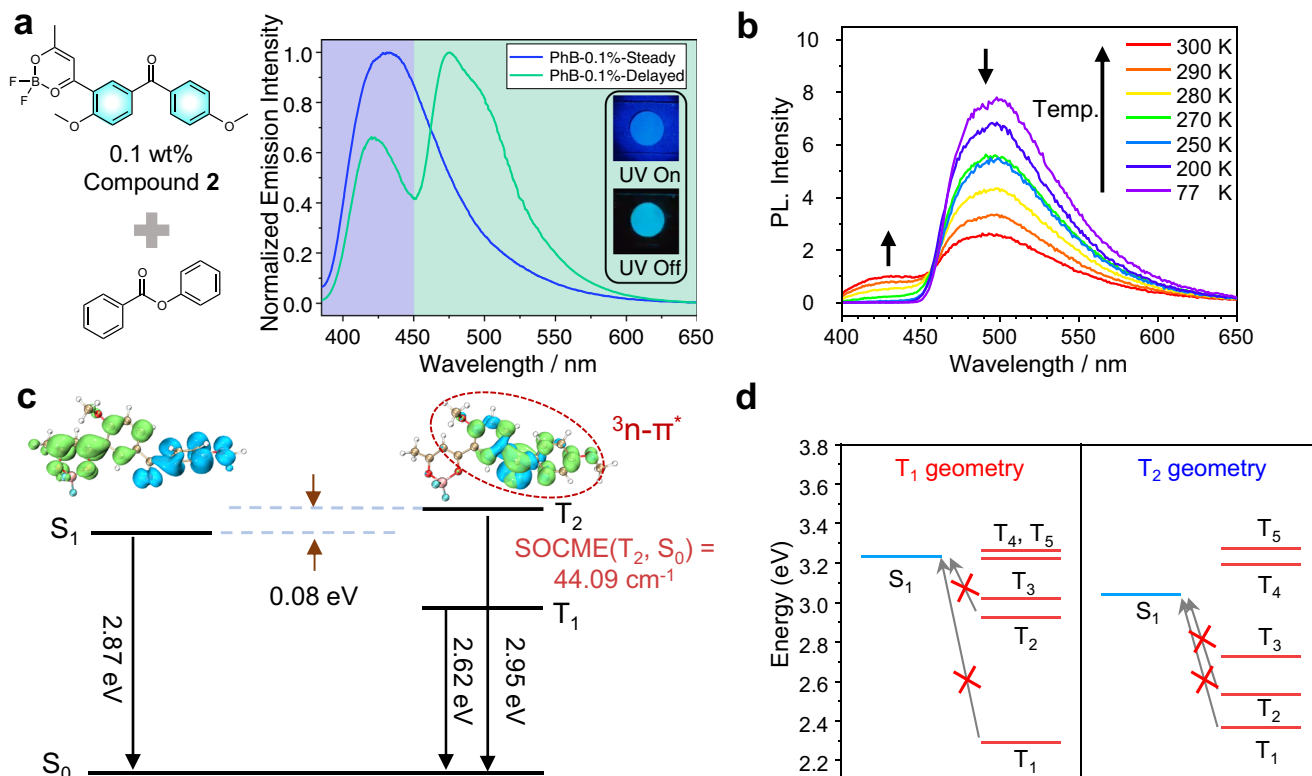 a
O
O
B
F
F
O
O
O
0.1 wt%
Compound 2
O
O
Normalized Emission Intensity
1.0
0.8
0.6
0.4
0.2
0.0
PhB-0.1%-Steady
PhB-0.1%-Delayed
UV On
UV Off
400 450 500 550 600 650
Wavelength / nm
b
PL. Intensity
10
8
6
4
2
0
Temp.
300 K
290 K
280 K
270 K
250 K
200 K
77 K
400 450 500 550 600 650
Wavelength / nm
c
³n-π*
S₁
T₂
SOCME(T₂, S₀) =
44.09 cm⁻¹
0.08 eV
T₁
2.87 eV
2.62 eV
2.95 eV
S₀
d
Energy (eV)
3.8
3.6
3.4
3.2
3.0
2.8
2.6
2.4
2.2
T₁ geometry
T₄, T₅
S₁
T₃
T₂
T₁
T₂ geometry
T₅
T₄
S₁
T₃
T₂
T₁